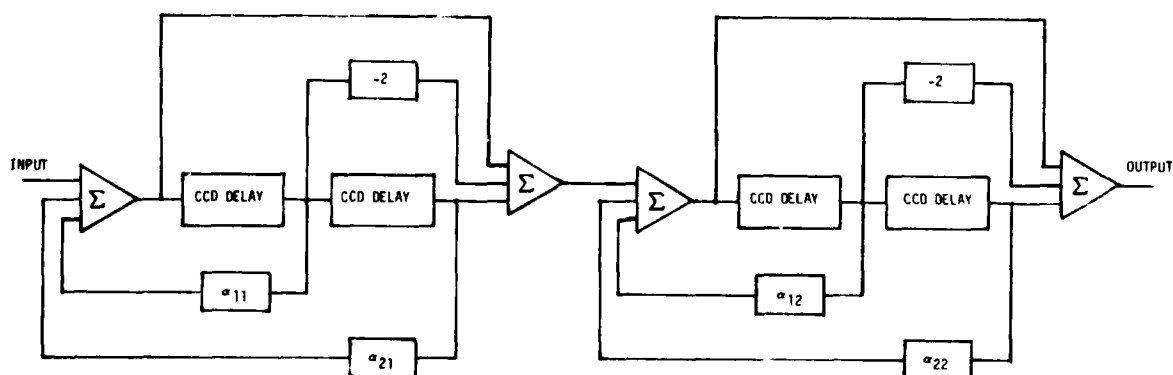 -2
-2
INPUT
Σ
CCD DELAY
CCD DELAY
Σ
Σ
CCD DELAY
CCD DELAY
Σ
OUTPUT
α11
α12
α21
α22